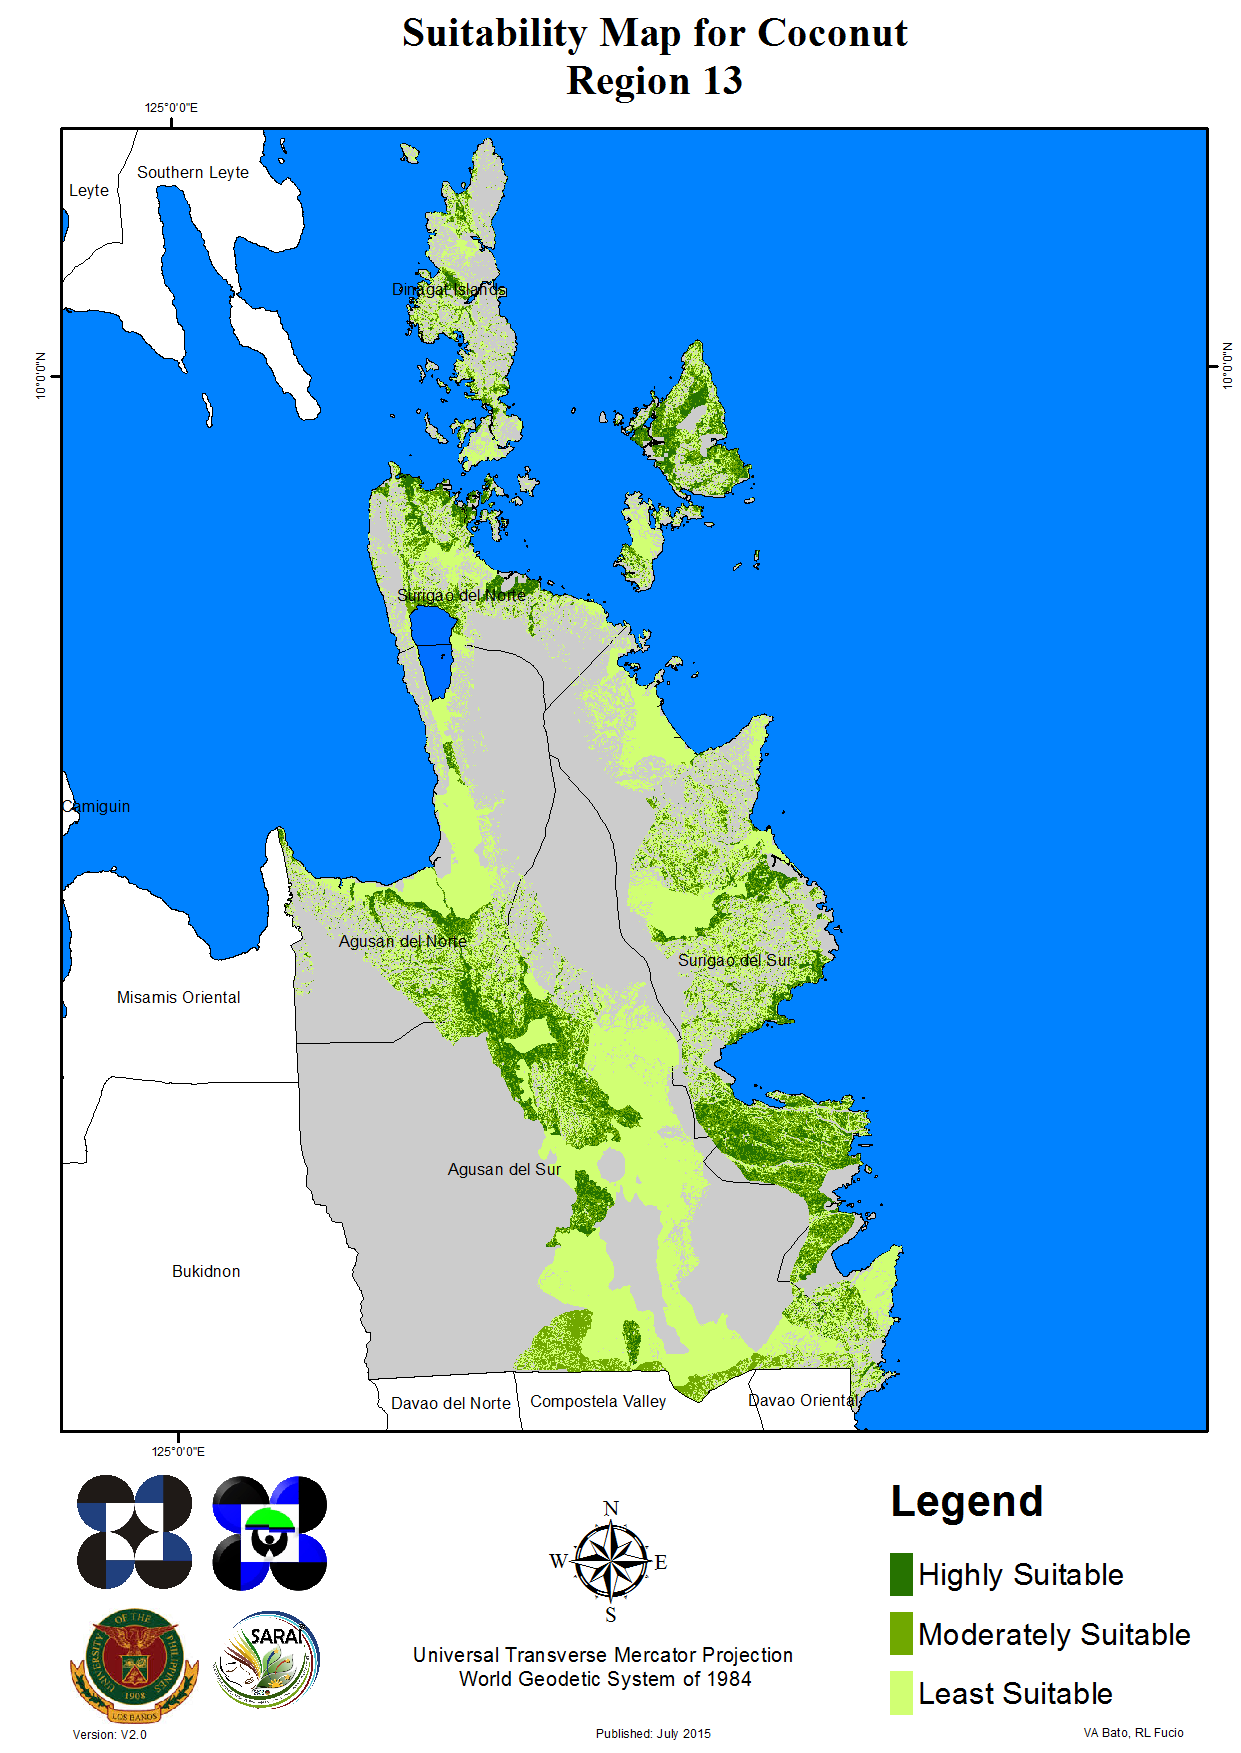 Suitability Map for Coconut
Region 13
125°0'0"E
Southern Leyte
Leyte
Dinagat Islands
10°0'0"N
10°0'0"N
Surigao del Norte
Camiguin
Agusan del Norte
Surigao del Sur
Misamis Oriental
Agusan del Sur
Bukidnon
Davao del Norte
Compostela Valley
Davao Oriental
125°0'0"E
Legend
Highly Suitable
Moderately Suitable
Least Suitable
N
W
E
S
UNIVERSITY OF THE PHILIPPINES
1908
LOS BAÑOS
SARAI
Universal Transverse Mercator Projection
World Geodetic System of 1984
Version: V2.0
Published: July 2015
VA Bato, RL Fucio